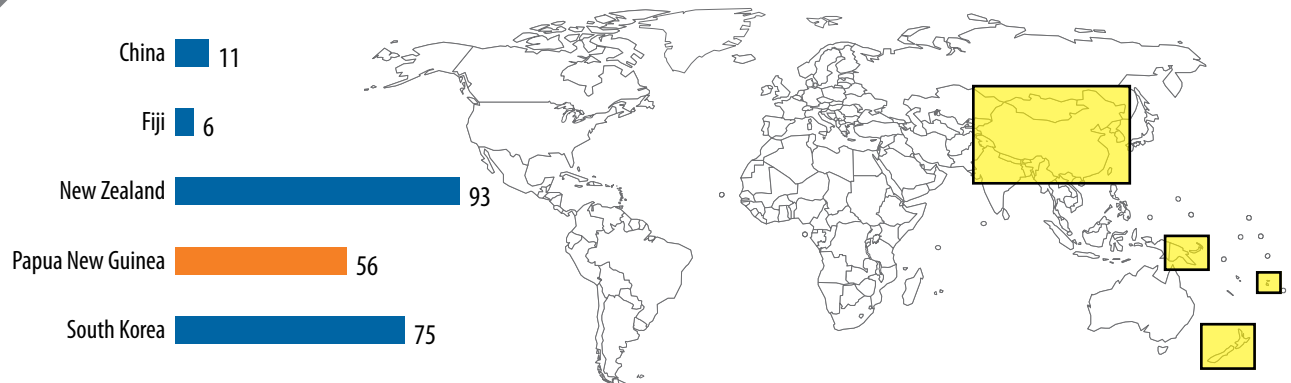 China 11
Fiji 6
New Zealand 93
Papua New Guinea 56
South Korea 75